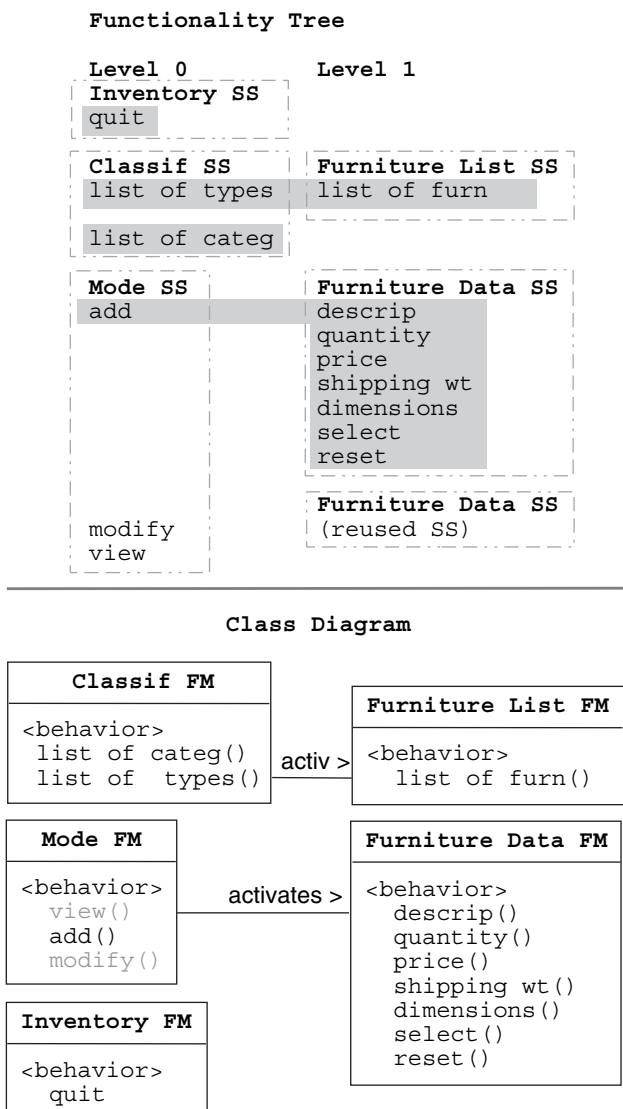 Functionality Tree
Level 0
Level 1
Inventory SS
quit
Classif SS
list of types
list of categ
Furniture List SS
list of furn
Mode SS
add
modify
view
Furniture Data SS
descrip
quantity
price
shipping wt
dimensions
select
reset
Furniture Data SS
(reused SS)
Class Diagram
Classif FM
<behavior>
list of categ()
list of types()
activ >
Furniture List FM
<behavior>
list of furn()
Mode FM
<behavior>
view()
add()
modify()
activates >
Furniture Data FM
<behavior>
descrip()
quantity()
price()
shipping wt()
dimensions()
select()
reset()
Inventory FM
<behavior>
quit